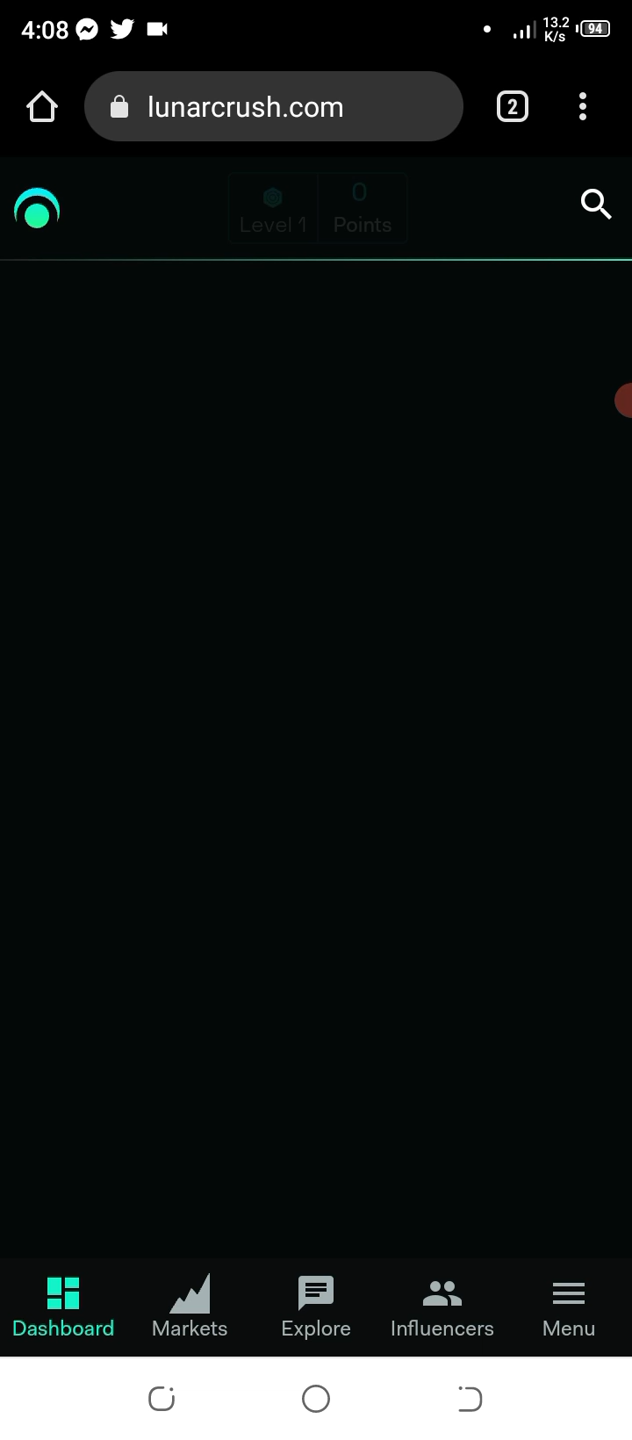 4:08
13.2
K/s
94
lunarcrush.com
2
0
Level 1
Points
Dashboard
Markets
Explore
Influencers
Menu